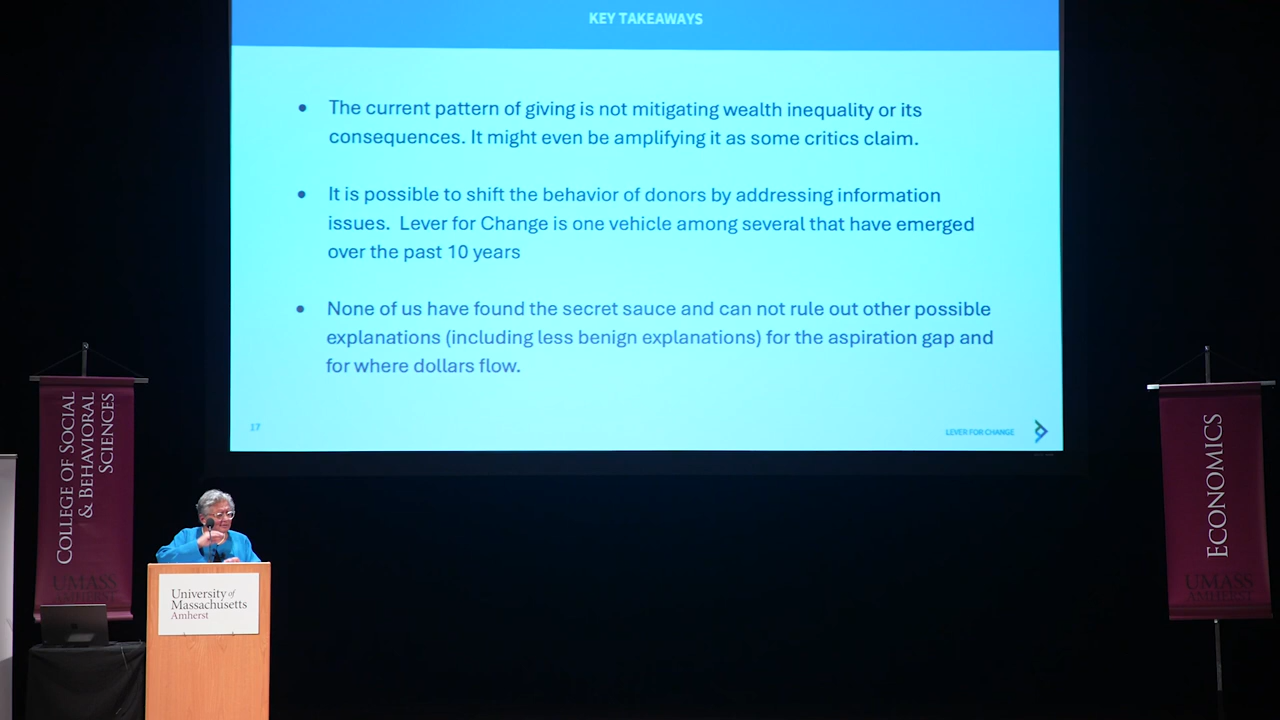 KEY TAKEAWAYS
• The current pattern of giving is not mitigating wealth inequality or its
consequences. It might even be amplifying it as some critics claim.
• It is possible to shift the behavior of donors by addressing information
issues. Lever for Change is one vehicle among several that have emerged
over the past 10 years
• None of us have found the secret sauce and can not rule out other possible
explanations (including less benign explanations) for the aspiration gap and
for where dollars flow.
17
LEVER FOR CHANGE
COLLEGE OF SOCIAL
& BEHAVIORAL
SCIENCES
UMASS
AMHERST
University of
Massachusetts
Amherst
ECONOMICS
UMASS
AMHERST